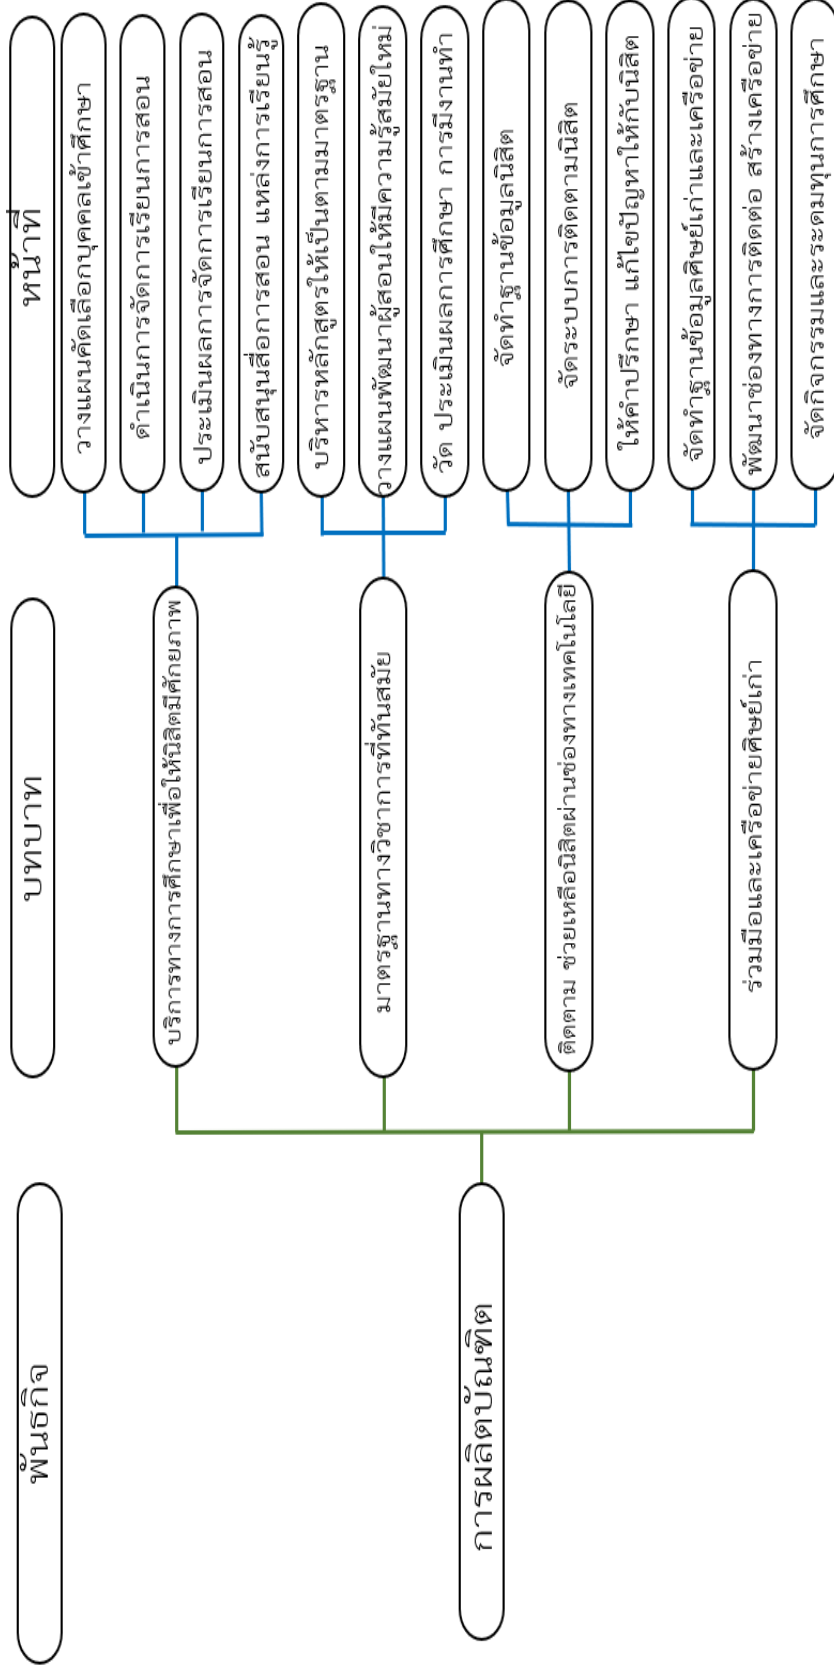 พันธกิจ
บทบาท
หน้าที่
การผลิตบัณฑิต
บริการทางการศึกษาเพื่อให้นิสิตมีศักยภาพ
วางแผนคัดเลือกบุคคลเข้าศึกษา
ดำเนินการจัดการเรียนการสอน
ประเมินผลการจัดการเรียนการสอน
สนับสนุนสื่อการสอน แหล่งการเรียนรู้
มาตรฐานทางวิชาการที่ทันสมัย
บริหารหลักสูตรให้เป็นตามมาตรฐาน
วางแผนพัฒนาผู้สอนให้มีความรู้สมัยใหม่
วัด ประเมินผลการศึกษา การมีงานทำ
ติดตาม ช่วยเหลือนิสิตผ่านช่องทางเทคโนโลยี
จัดทำฐานข้อมูลนิสิต
จัดระบบการติดตามนิสิต
ให้คำปรึกษา แก้ไขปัญหาให้กับนิสิต
ร่วมมือและเครือข่ายศิษย์เก่า
จัดทำฐานข้อมูลศิษย์เก่าและเครือข่าย
พัฒนาช่องทางการติดต่อ สร้างเครือข่าย
จัดกิจกรรมและระดมทุนการศึกษา